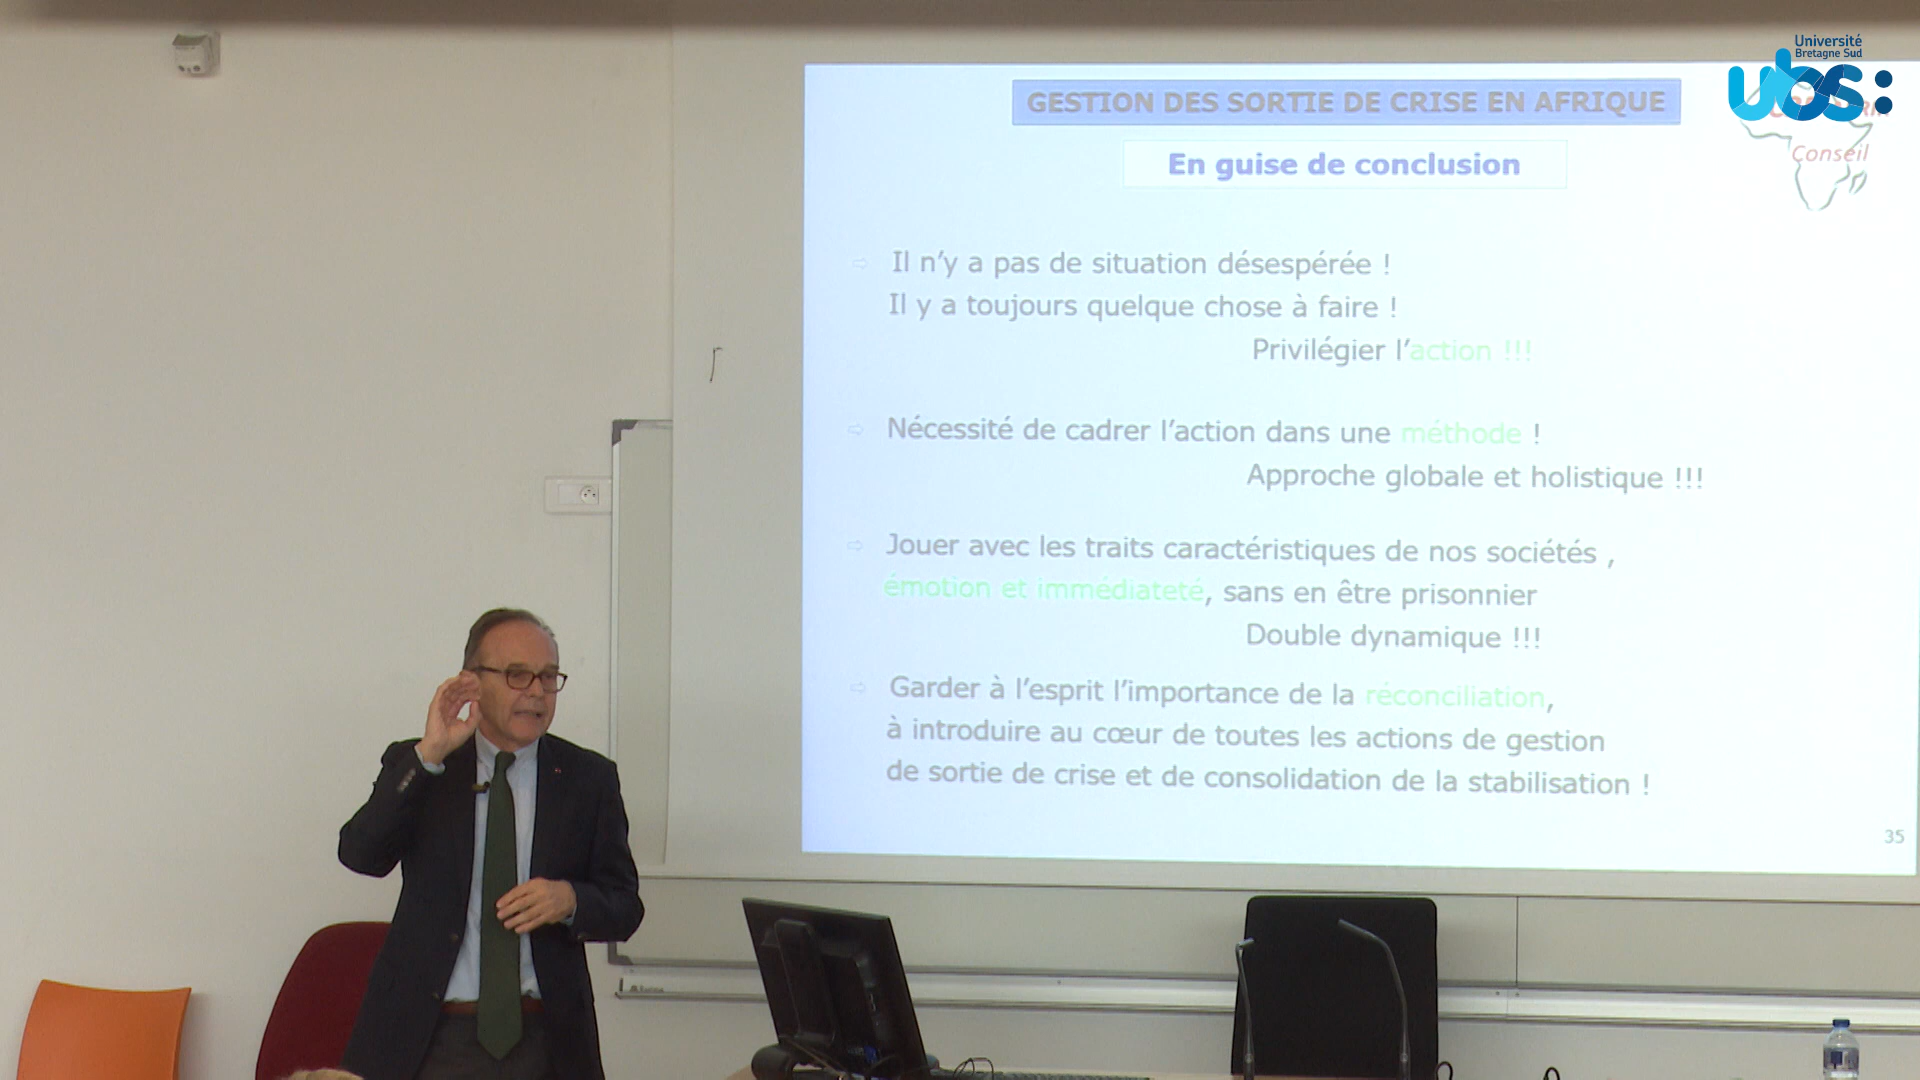 Université
Bretagne Sud
ubs:
GESTION DES SORTIE DE CRISE EN AFRIQUE
Conseil
En guise de conclusion
Il n'y a pas de situation désespérée !
Il y a toujours quelque chose à faire !
Privilégier l'action !!!
Nécessité de cadrer l'action dans une méthode !
Approche globale et holistique !!!
Jouer avec les traits caractéristiques de nos sociétés ,
émotion et immédiateté, sans en être prisonnier
Double dynamique !!!
Garder à l'esprit l'importance de la réconciliation,
à introduire au cœur de toutes les actions de gestion
de sortie de crise et de consolidation de la stabilisation !
35